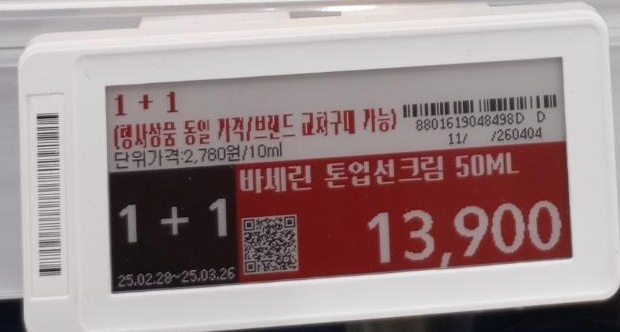 1 + 1
(행사상품 동일 가격/브랜드 교차구매 가능)
8801619048498D D
단위가격:2,780원/10ml
11/ /260404
바세린 톤업선크림 50ML
1 + 1
13,900
25.02.28~25.03.26